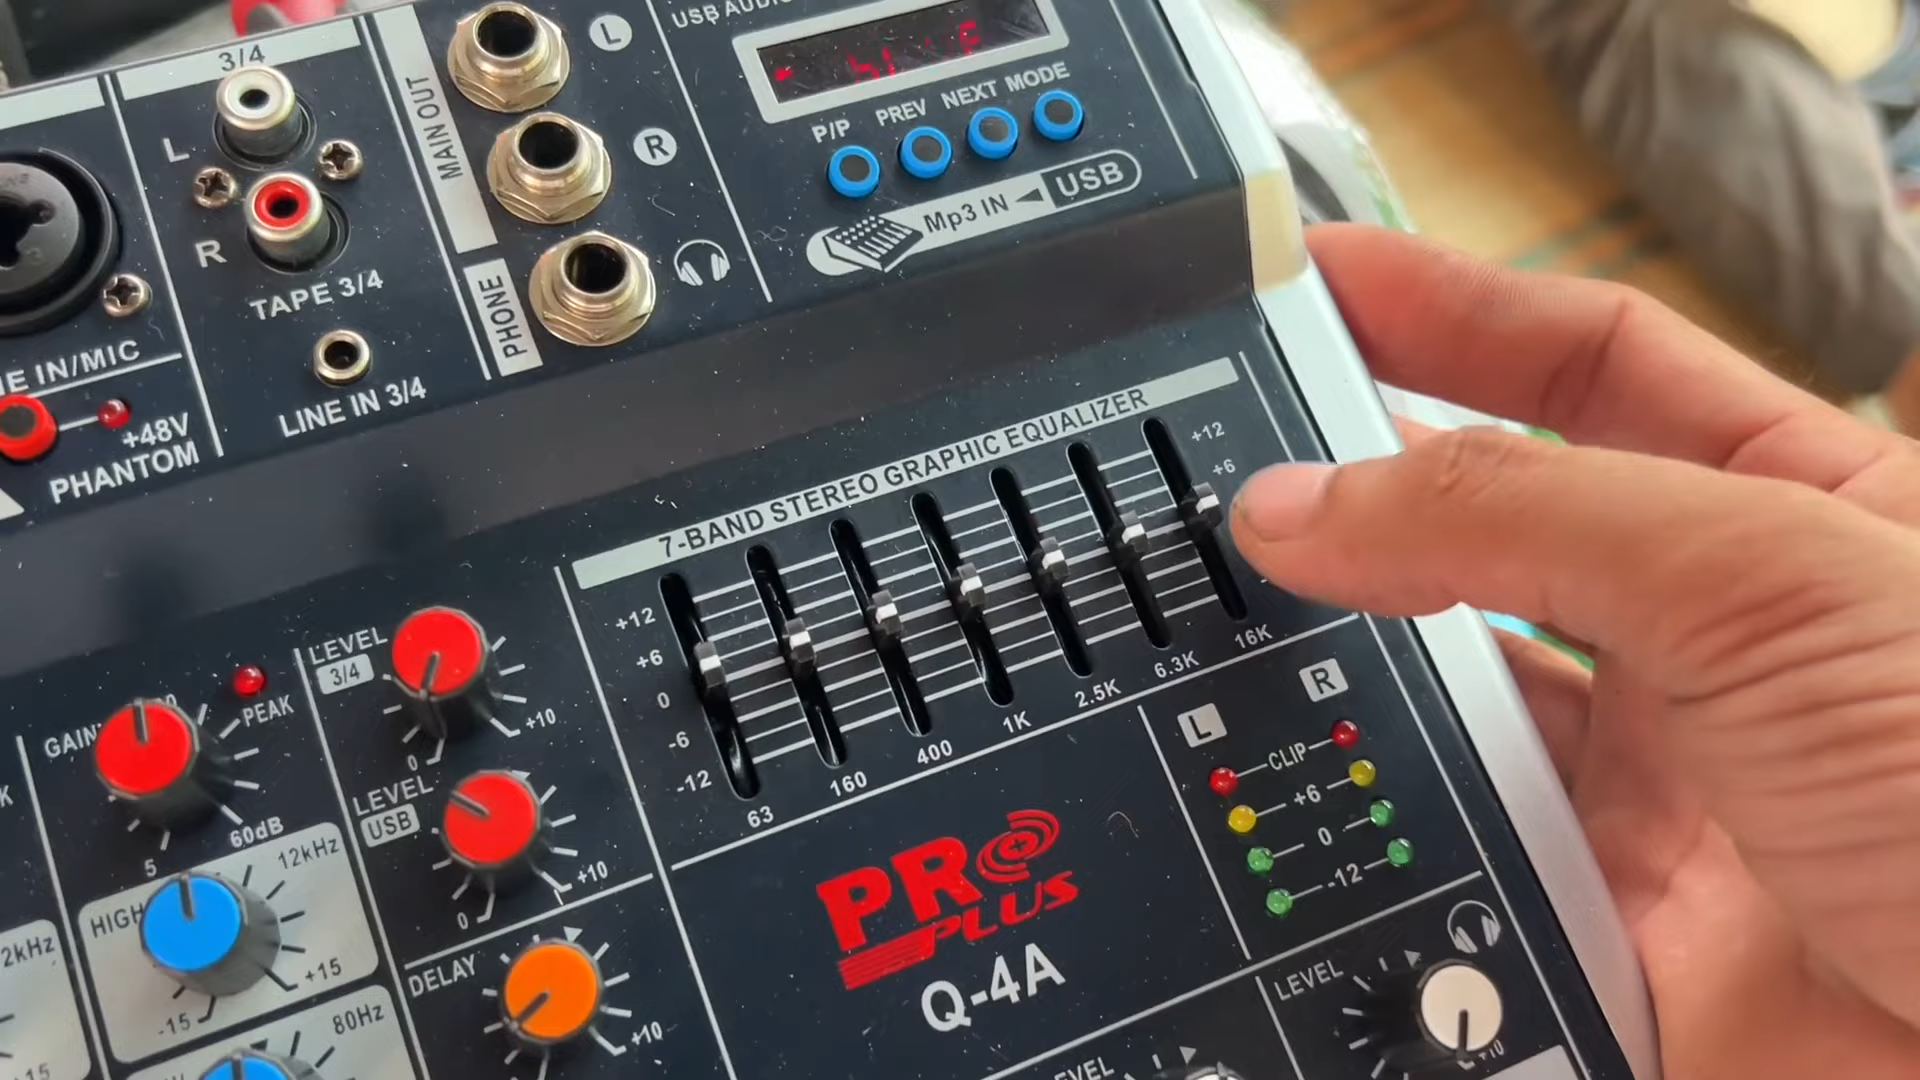 USB AUDIO
3/4
L
R
TAPE 3/4
LINE IN 3/4
MAIN OUT
L
R
PHONE
P/P PREV NEXT MODE
Mp3 IN USB
IN/MIC
+48V
PHANTOM
7-BAND STEREO GRAPHIC EQUALIZER
+12
+6
+12
+6
0
-6
-12
63 160 400 1K 2.5K 6.3K 16K
GAIN
PEAK
5
60dB
LEVEL
3/4
0
+10
LEVEL
USB
0
+10
HIGH
12kHz
-15
+15
80Hz
DELAY
+10
PRO
PLUS
Q-4A
L
R
CLIP
+6
0
-12
LEVEL
+10